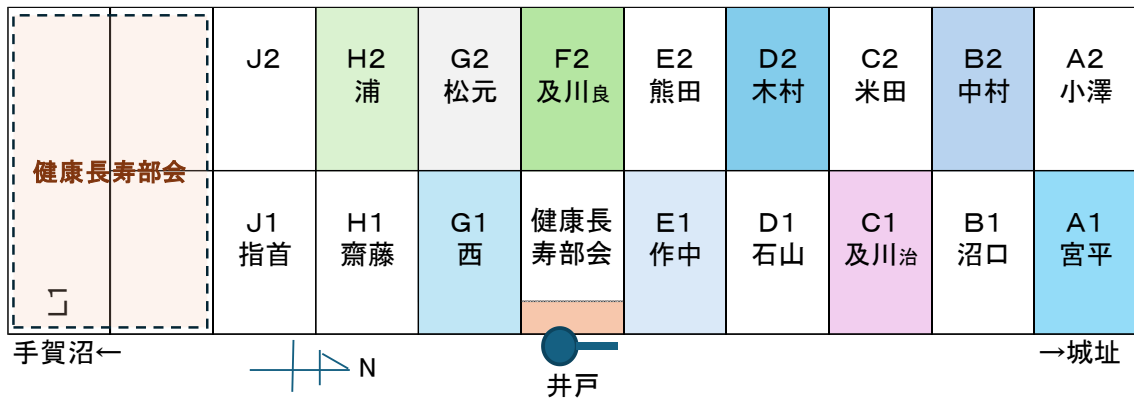 J2
H2
浦
G2
松元
F2
及川良
E2
熊田
D2
木村
C2
米田
B2
中村
A2
小澤
健康長寿部会
J1
指首
H1
齋藤
G1
西
健康長
寿部会
E1
作中
D1
石山
C1
及川治
B1
沼口
A1
宮平
L1
手賀沼←
N
井戸
→城址